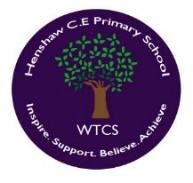 Henshaw C.E Primary School
WTCS
Inspire. Support. Believe. Achieve